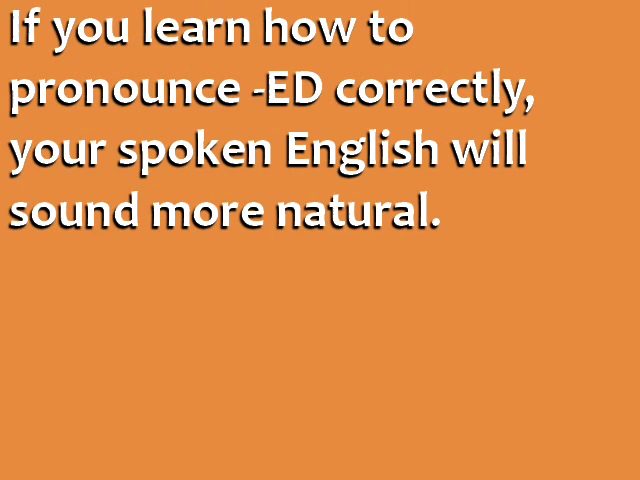 If you learn how to
pronounce -ED correctly,
your spoken English will
sound more natural.